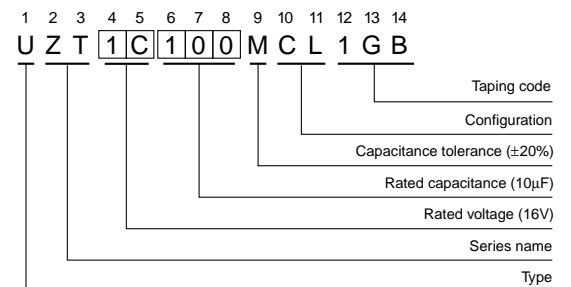 1 2 3 4 5 6 7 8 9 10 11 12 13 14
U Z T 1 C 1 0 0 M C L 1 G B
Taping code
Configuration
Capacitance tolerance (±20%)
Rated capacitance (10µF)
Rated voltage (16V)
Series name
Type